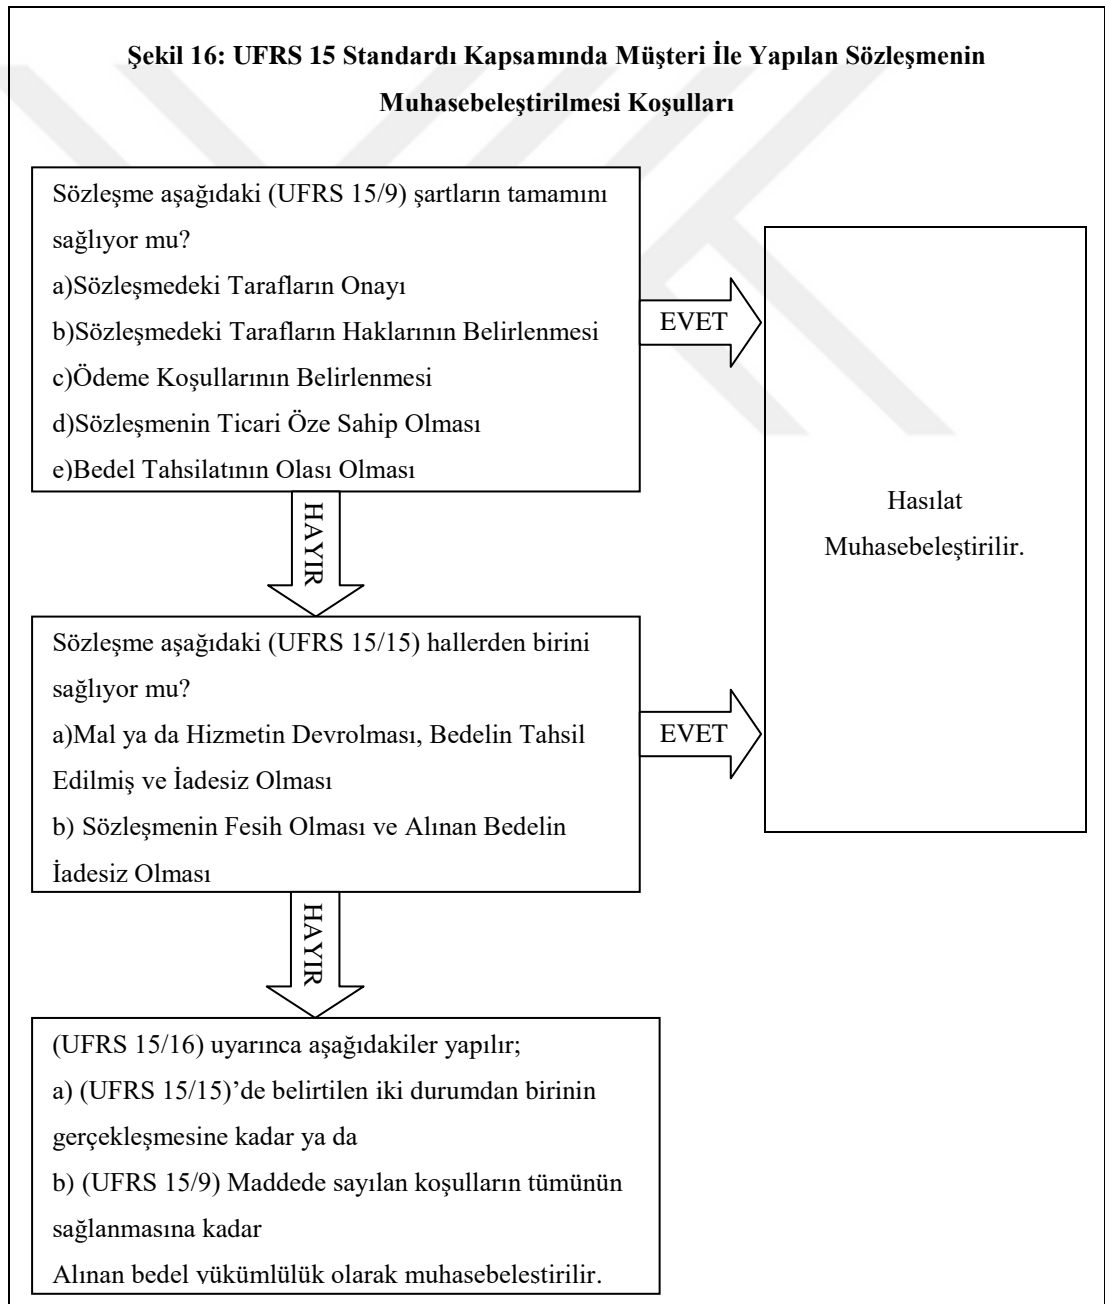 Şekil 16: UFRS 15 Standardı Kapsamında Müşteri İle Yapılan Sözleşmenin
Muhasebeleştirilmesi Koşulları
Sözleşme aşağıdaki (UFRS 15/9) şartların tamamını
sağlıyor mu?
a)Sözleşmedeki Tarafların Onayı
b)Sözleşmedeki Tarafların Haklarının Belirlenmesi
c)Ödeme Koşullarının Belirlenmesi
d)Sözleşmenin Ticari Öze Sahip Olması
e)Bedel Tahsilatının Olası Olması
EVET
Hasılat
Muhasebeleştirilir.
HAYIR
Sözleşme aşağıdaki (UFRS 15/15) hallerden birini
sağlıyor mu?
a)Mal ya da Hizmetin Devrolması, Bedelin Tahsil
Edilmiş ve İadesiz Olması
b) Sözleşmenin Fesih Olması ve Alınan Bedelin
İadesiz Olması
EVET
HAYIR
(UFRS 15/16) uyarınca aşağıdakiler yapılır;
a) (UFRS 15/15)’de belirtilen iki durumdan birinin
gerçekleşmesine kadar ya da
b) (UFRS 15/9) Maddede sayılan koşulların tümünün
sağlanmasına kadar
Alınan bedel yükümlülük olarak muhasebeleştirilir.